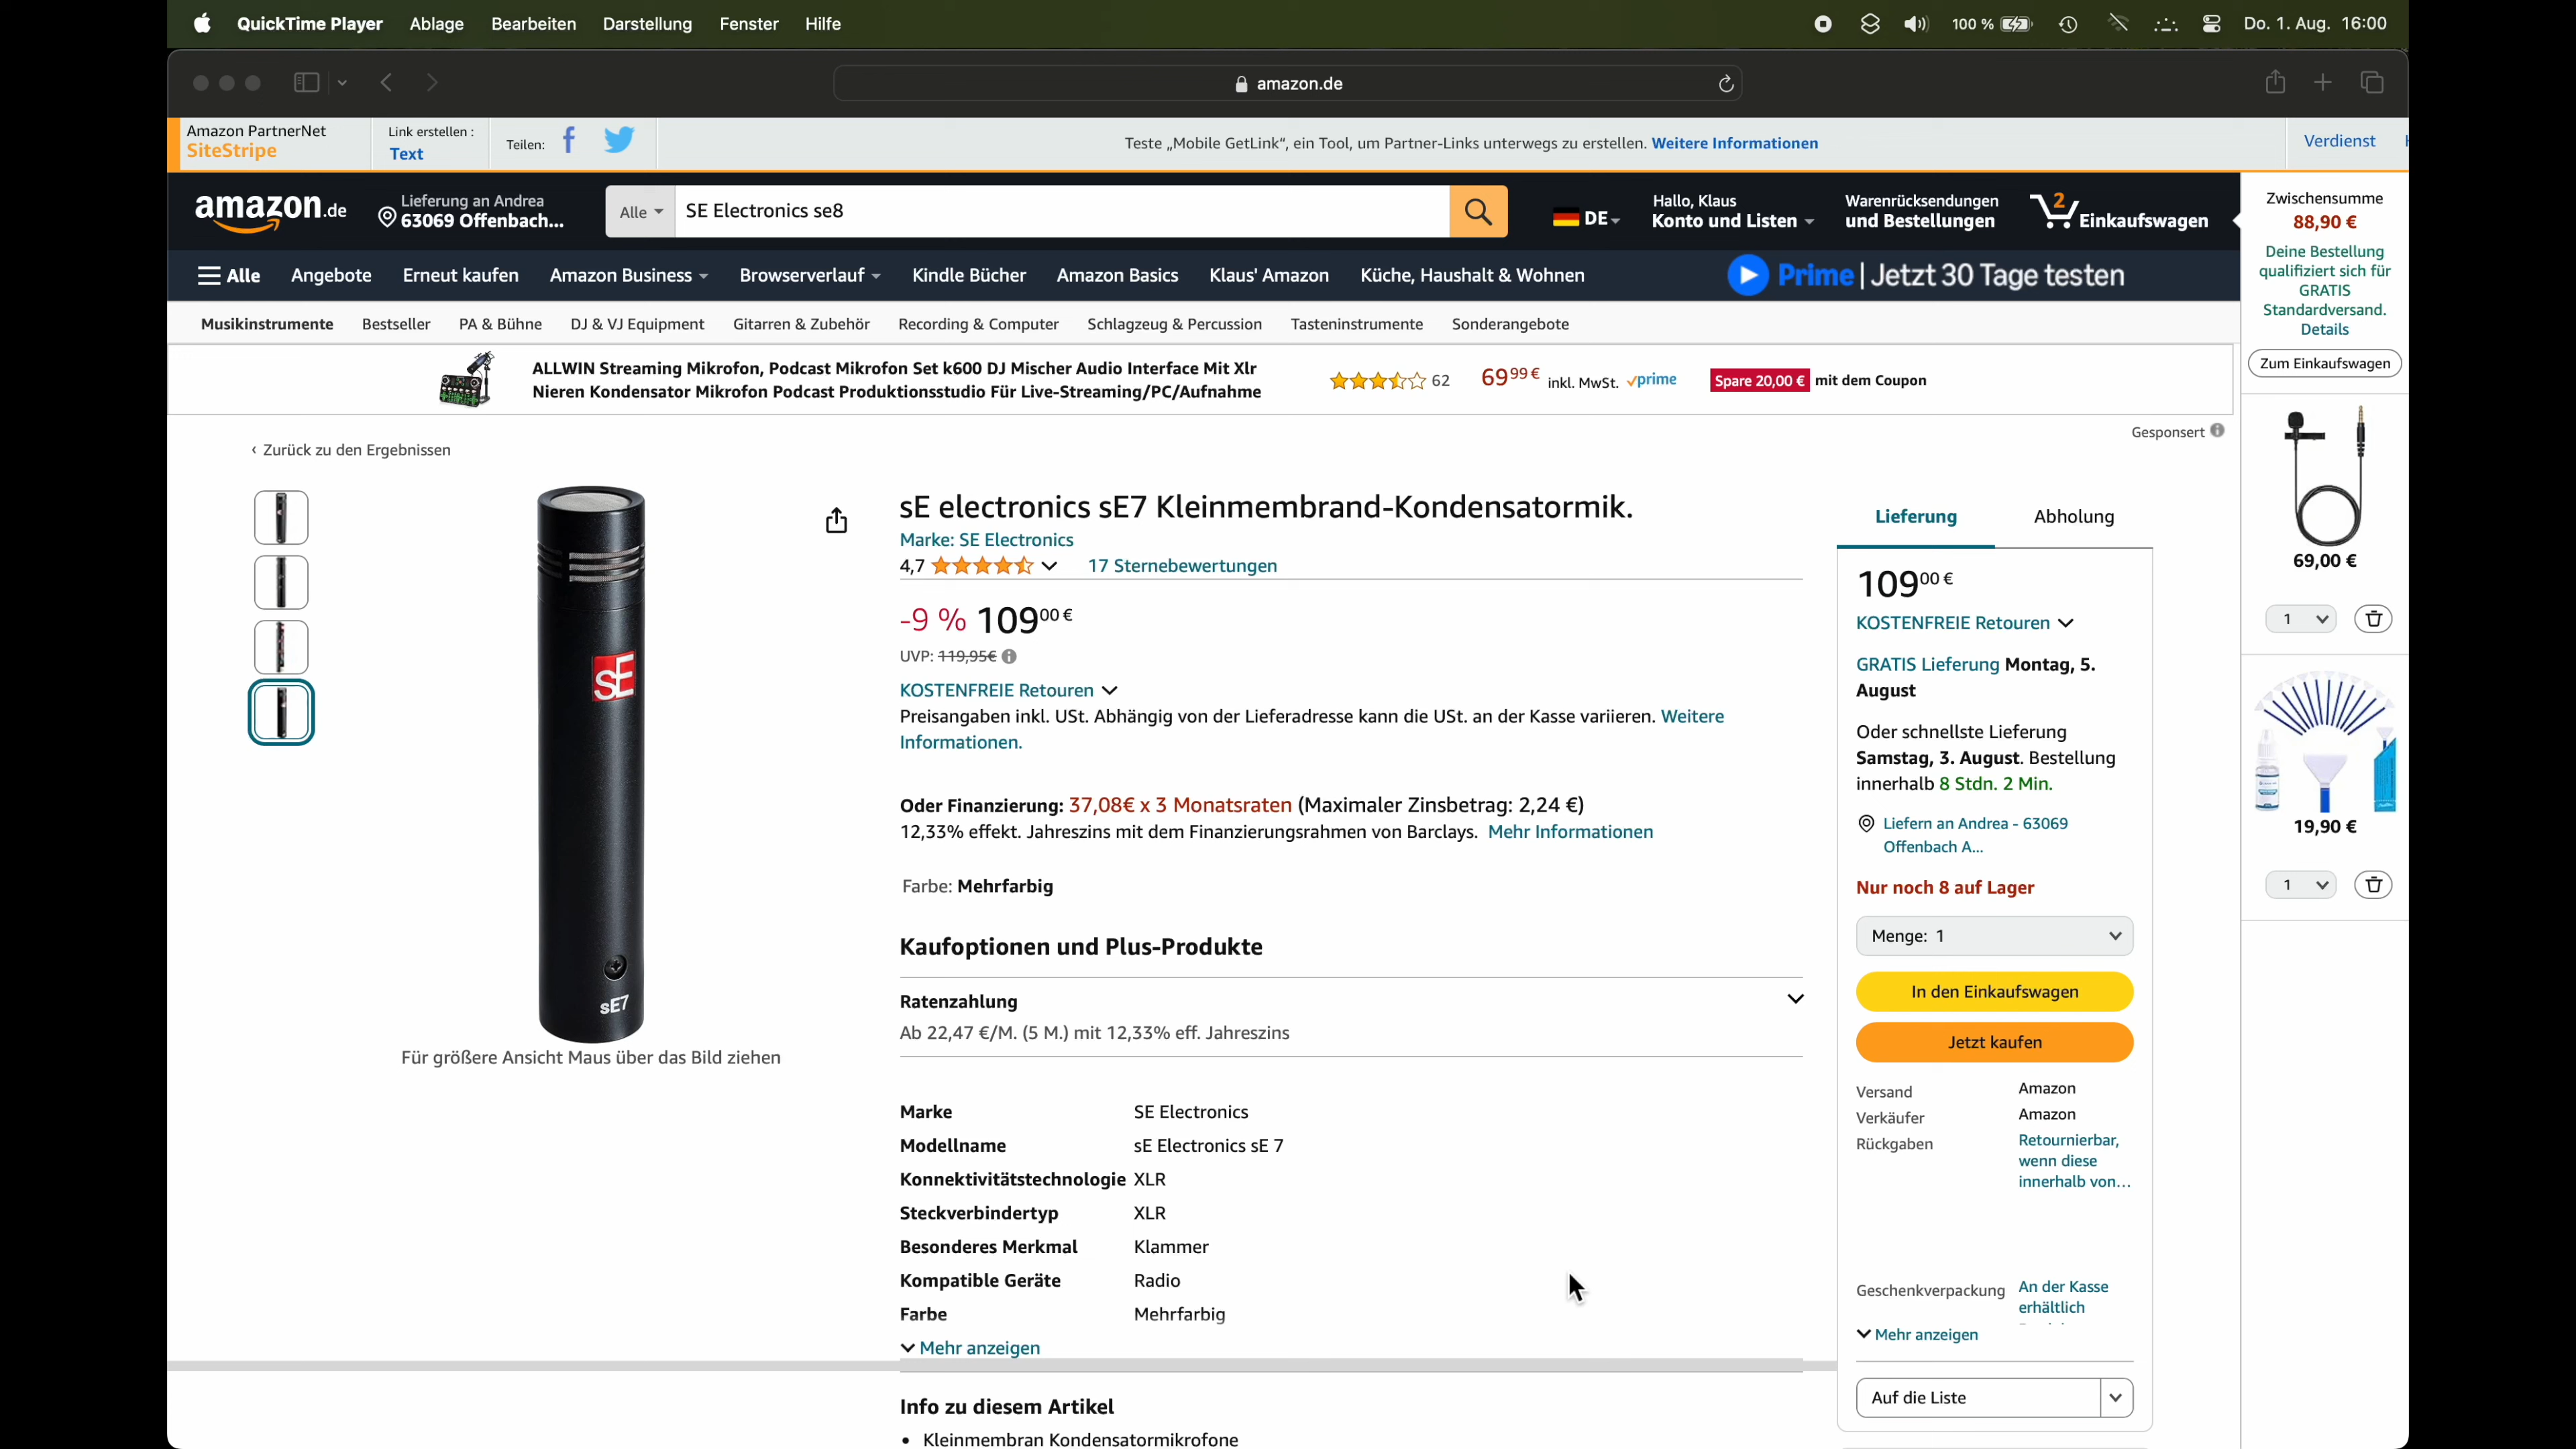 QuickTime Player Ablage Bearbeiten Darstellung Fenster Hilfe 100 % Do. 1. Aug. 16:00
amazon.de
Amazon PartnerNet
SiteStripe
Link erstellen :
Text
Teilen:
Teste „Mobile GetLink“, ein Tool, um Partner-Links unterwegs zu erstellen. Weitere Informationen
Verdienst
amazon.de
Lieferung an Andrea
63069 Offenbach...
Alle SE Electronics se8
DE
Hallo, Klaus
Konto und Listen
Warenrücksendungen
und Bestellungen
2
Einkaufswagen
Alle Angebote Erneut kaufen Amazon Business Browserverlauf Kindle Bücher Amazon Basics Klaus' Amazon Küche, Haushalt & Wohnen Prime | Jetzt 30 Tage testen
Musikinstrumente Bestseller PA & Bühne DJ & VJ Equipment Gitarren & Zubehör Recording & Computer Schlagzeug & Percussion Tasteninstrumente Sonderangebote
ALLWIN Streaming Mikrofon, Podcast Mikrofon Set k600 DJ Mischer Audio Interface Mit Xlr
Nieren Kondensator Mikrofon Podcast Produktionsstudio Für Live-Streaming/PC/Aufnahme
62 69 99 € inkl. MwSt. prime Spare 20,00 € mit dem Coupon
Gesponsert
‹ Zurück zu den Ergebnissen
sE
sE7
Für größere Ansicht Maus über das Bild ziehen
sE electronics sE7 Kleinmembrand-Kondensatormik.
Marke: SE Electronics
4,7 17 Sternebewertungen
-9 % 109 00 €
UVP: 119,95€
KOSTENFREIE Retouren
Preisangaben inkl. USt. Abhängig von der Lieferadresse kann die USt. an der Kasse variieren. Weitere
Informationen.
Oder Finanzierung: 37,08€ x 3 Monatsraten (Maximaler Zinsbetrag: 2,24 €)
12,33% effekt. Jahreszins mit dem Finanzierungsrahmen von Barclays. Mehr Informationen
Farbe: Mehrfarbig
Kaufoptionen und Plus-Produkte
Ratenzahlung
Ab 22,47 €/M. (5 M.) mit 12,33% eff. Jahreszins
Marke SE Electronics
Modellname sE Electronics sE 7
Konnektivitätstechnologie XLR
Steckverbindertyp XLR
Besonderes Merkmal Klammer
Kompatible Geräte Radio
Farbe Mehrfarbig
Mehr anzeigen
Info zu diesem Artikel
• Kleinmembran Kondensatormikrofone
Lieferung Abholung
109 00 €
KOSTENFREIE Retouren
GRATIS Lieferung Montag, 5.
August
Oder schnellste Lieferung
Samstag, 3. August. Bestellung
innerhalb 8 Stdn. 2 Min.
Liefern an Andrea - 63069
Offenbach A...
Nur noch 8 auf Lager
Menge: 1
In den Einkaufswagen
Jetzt kaufen
Versand Amazon
Verkäufer Amazon
Rückgaben Retournierbar,
wenn diese
innerhalb von...
Geschenkverpackung An der Kasse
erhältlich
Mehr anzeigen
Auf die Liste
Zwischensumme
88,90 €
Deine Bestellung
qualifiziert sich für
GRATIS
Standardversand.
Details
Zum Einkaufswagen
69,00 €
1
19,90 €
1